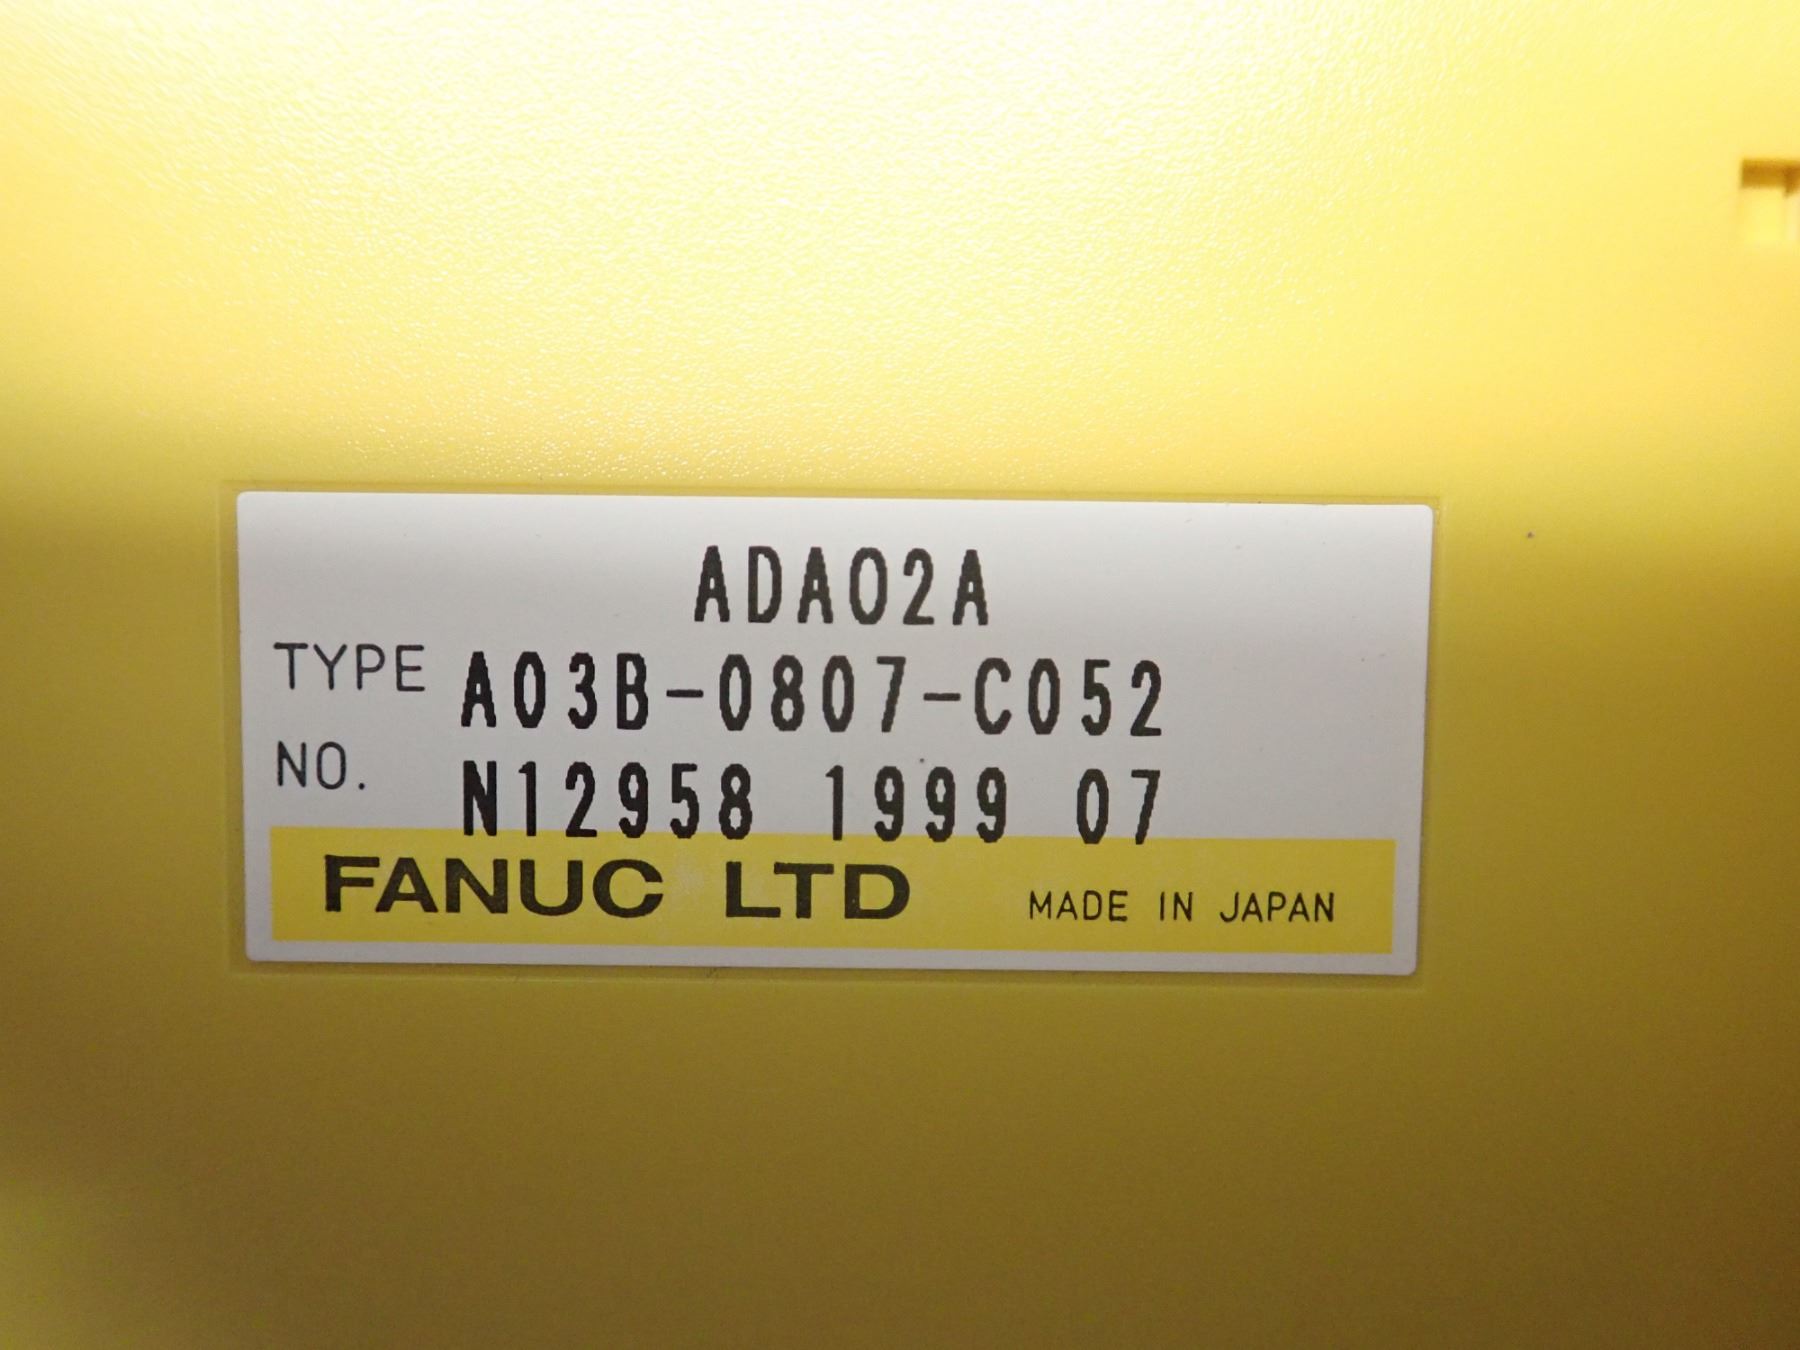 ADA02A
TYPE A03B-0807-C052
NO. N12958 1999 07
FANUC LTD MADE IN JAPAN